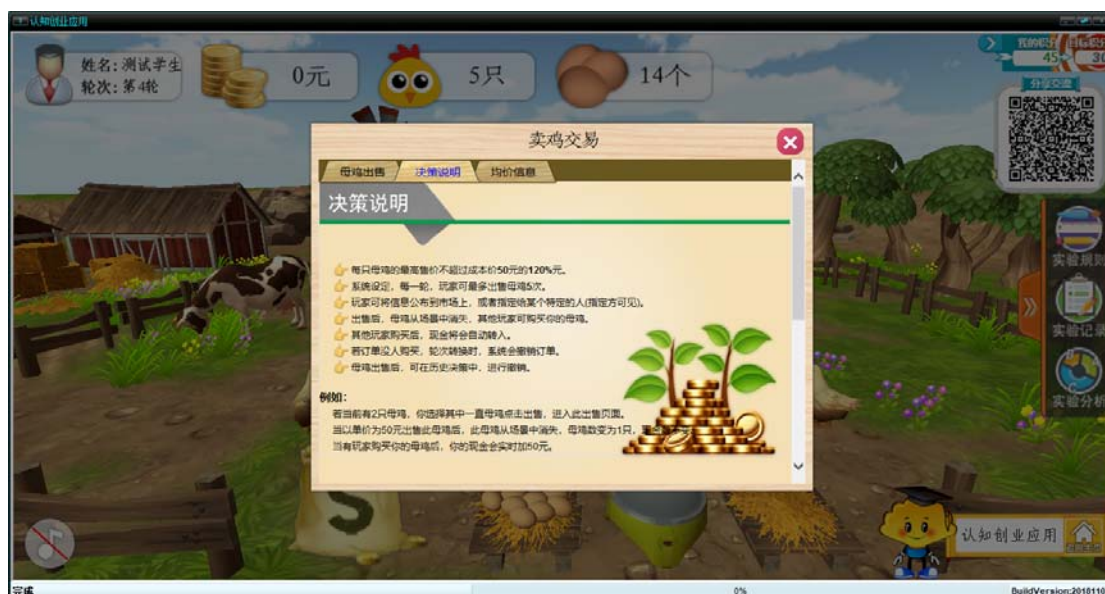 认知创业应用
姓名：测试学生
轮次：第4轮
0元
5只
14个
我的积分
目标积分
45
30
分享交流
卖鸡交易
母鸡出售
决策说明
均价信息
决策说明
每只母鸡的最高售价不超过成本价50元的120%元。
系统设定，每一轮，玩家可最多出售母鸡5次。
玩家可将信息公布到市场上，或者指定给某个特定的人(指定方可见)。
出售后，母鸡从场景中消失，其他玩家可购买你的母鸡。
其他玩家购买后，现金将会自动转入。
若订单没人购买，轮次转换时，系统会撤销订单。
母鸡出售后，可在历史决策中，进行撤销。
例如：
若当前有2只母鸡，你选择其中一直母鸡点击出售，进入此出售页面。
当以单价为50元出售此母鸡后，此母鸡从场景中消失，母鸡数变为1只，
当有玩家购买你的母鸡后，你的现金会实时加50元。
实验规则
实验记录
实验分析
S
认知创业应用
完成
0%
BuildVersion:2018110